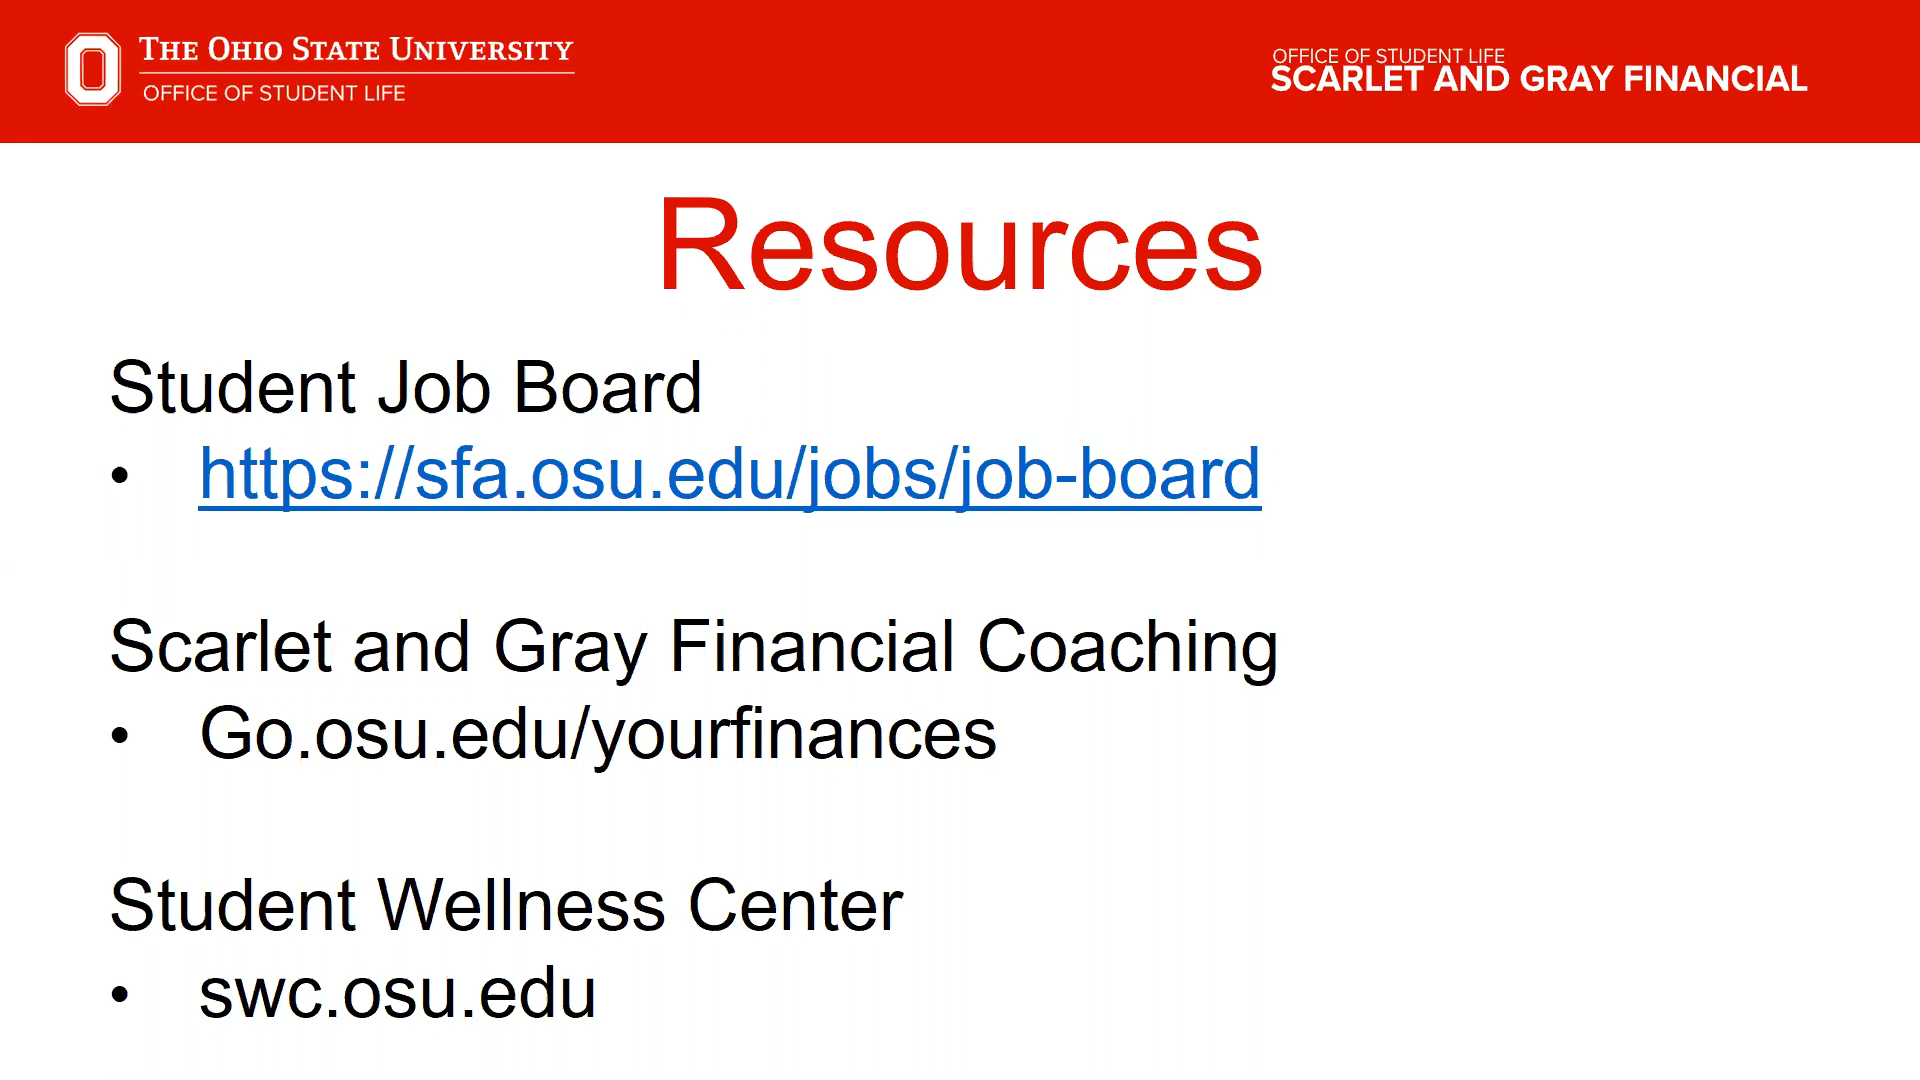 THE OHIO STATE UNIVERSITY
OFFICE OF STUDENT LIFE
OFFICE OF STUDENT LIFE
SCARLET AND GRAY FINANCIAL
Resources
Student Job Board
• https://sfa.osu.edu/jobs/job-board
Scarlet and Gray Financial Coaching
• Go.osu.edu/yourfinances
Student Wellness Center
• swc.osu.edu